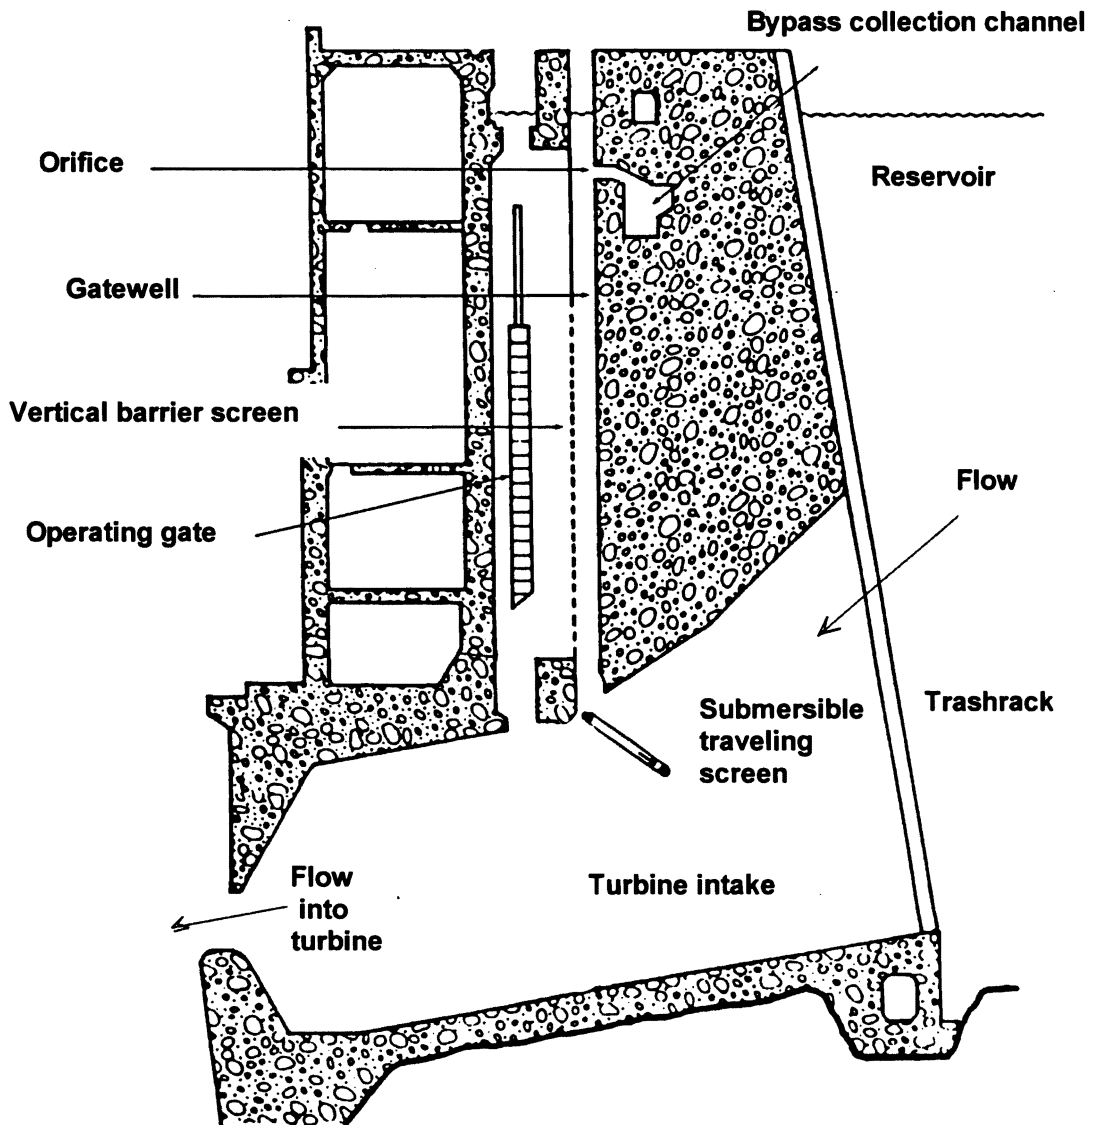 Bypass collection channel
Orifice
Reservoir
Gatewell
Vertical barrier screen
Flow
Operating gate
Submersible
traveling
screen
Trashrack
Flow
into
turbine
Turbine intake